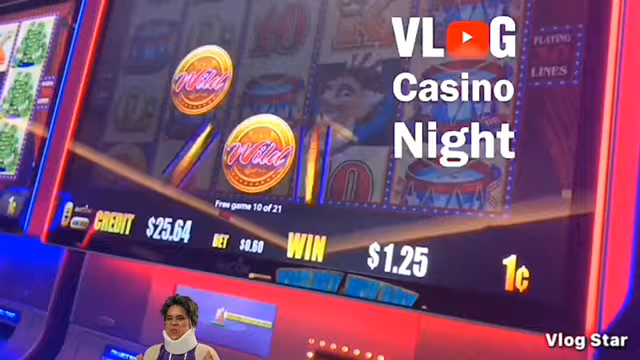 VLOG
Casino
Night
PLAYING
LINES
Wild
Wild
Free game 10 of 21
CREDIT $25.64
BET $0.60
WIN $1.25
1¢
Vlog Star